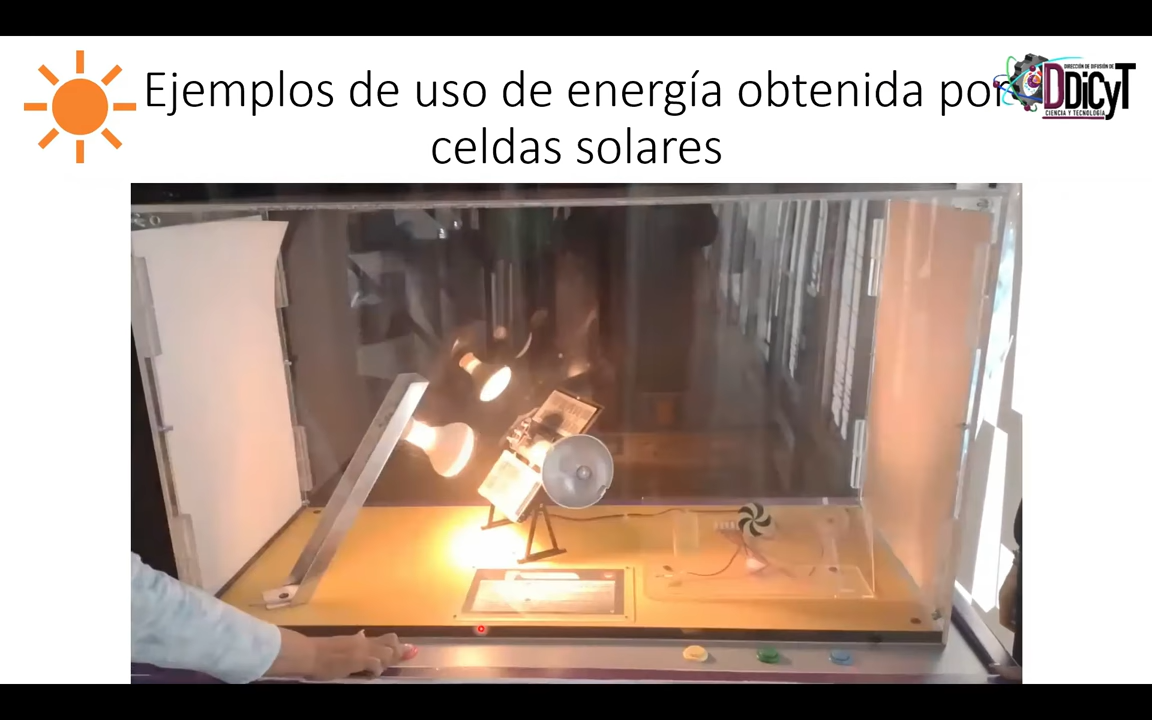 Ejemplos de uso de energía obtenida por
celdas solares
DIRECCIÓN DE DIFUSIÓN DE
DDiCyT
CIENCIA Y TECNOLOGÍA